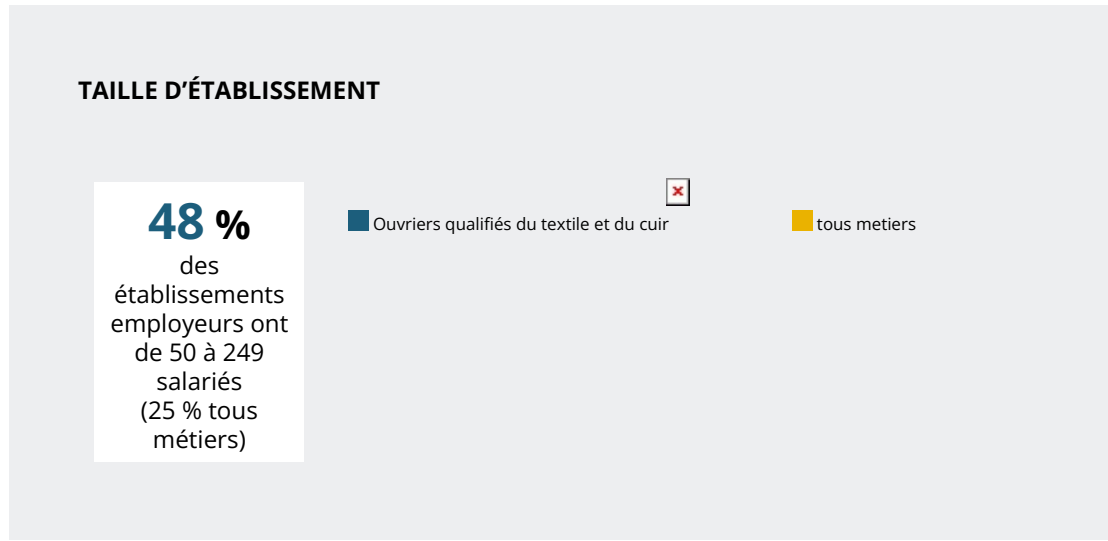 TAILLE D’ÉTABLISSEMENT
48 %
des
établissements
employeurs ont
de 50 à 249
salariés
(25 % tous
métiers)
Ouvriers qualifiés du textile et du cuir
tous metiers